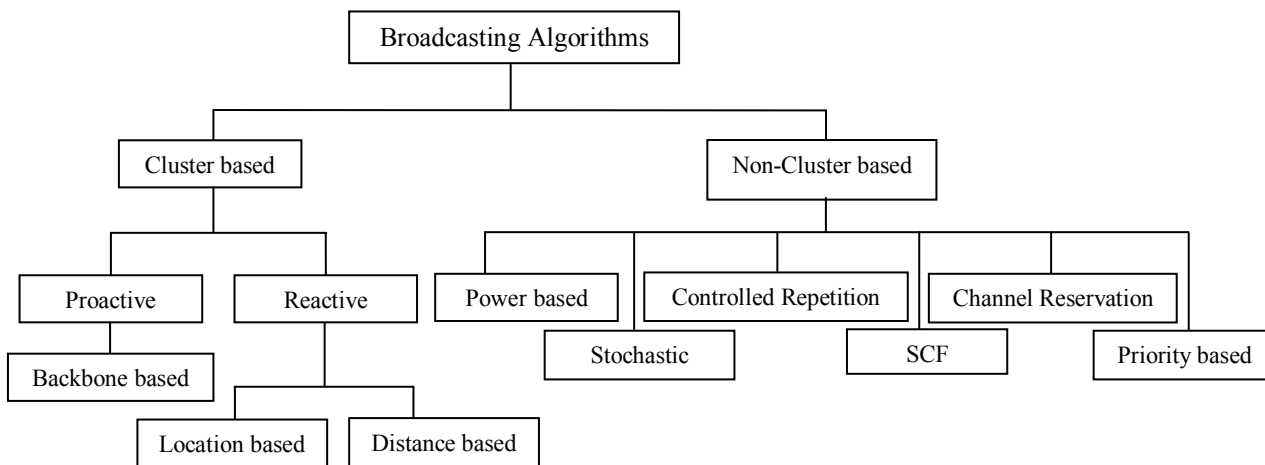 Broadcasting Algorithms
Cluster based
Non-Cluster based
Proactive
Reactive
Power based
Controlled Repetition
Channel Reservation
Stochastic
SCF
Priority based
Backbone based
Location based
Distance based